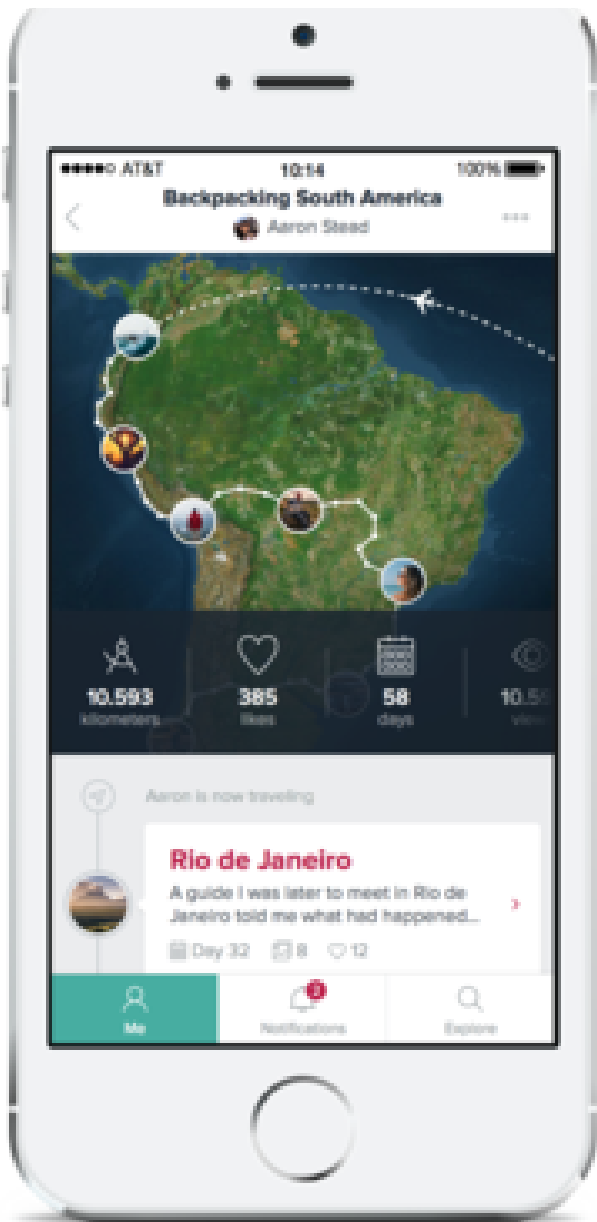 AT&T 10:14 100%
Backpacking South America
Aaron Stead
10.593
385
58
kilometers
likes
days
Aaron is now traveling
Rio de Janeiro
A guide I was later to meet in Rio de
Janeiro told me what had happened...
Day 32 8 12
2
Me Notifications Explore